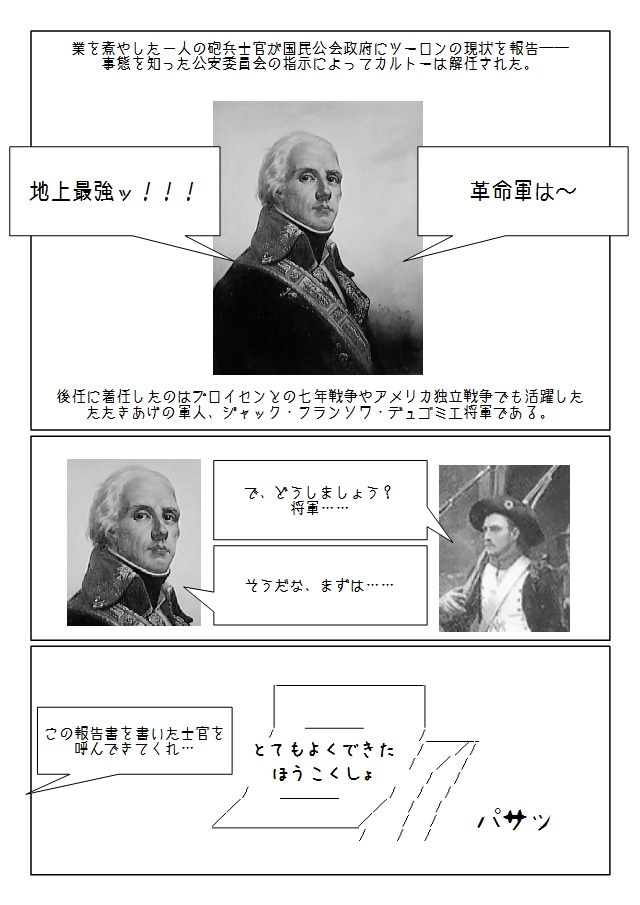 業を煮やした一人の砲兵士官が国民公会政府にツーロンの現状を報告――
事態を知った公安委員会の指示によってカルトーは解任された。
革命軍は～
地上最強ッ！！！
後任に着任したのはプロイセンとの七年戦争やアメリカ独立戦争でも活躍した
たたきあげの軍人、ジャック・フランソワ・デュゴミエ将軍である。
で、どうしましょう？
将軍……
そうだな、まずは……
とてもよくできた
ほうこくしょ
パサッ
この報告書を書いた士官を
呼んできてくれ…